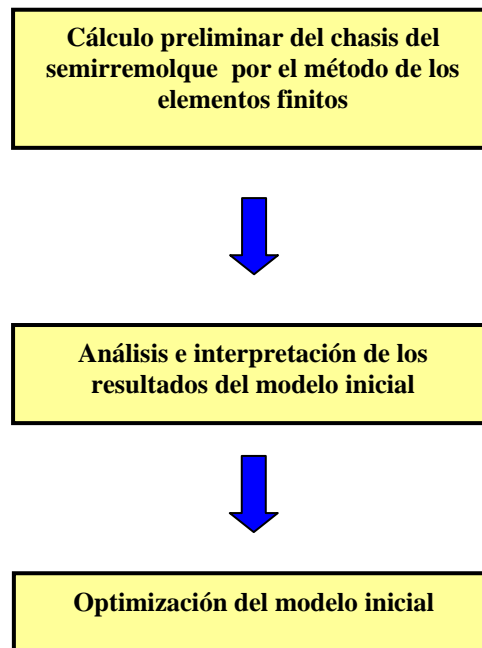 Cálculo preliminar del chasis del
semirremolque por el método de los
elementos finitos
Análisis e interpretación de los
resultados del modelo inicial
Optimización del modelo inicial